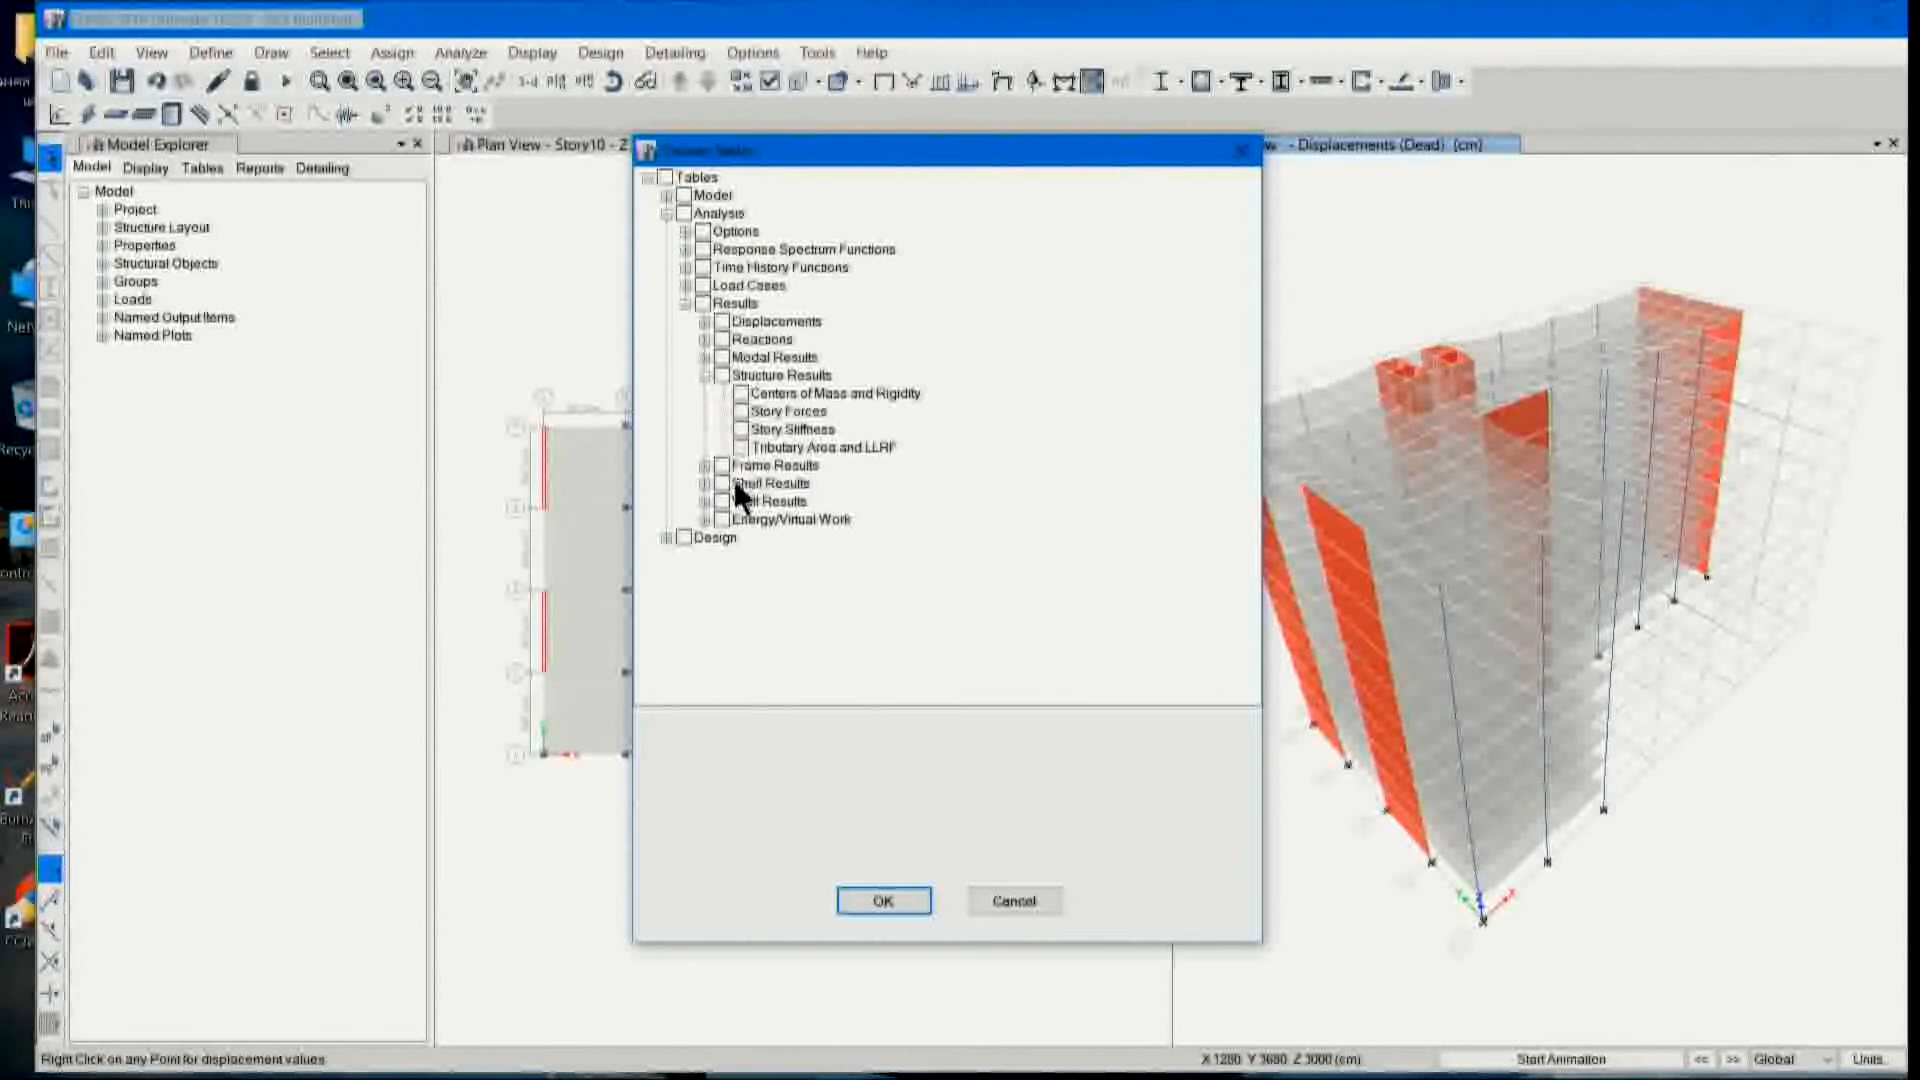 File Edit View Define Draw Select Assign Analyze Display Design Detailing Options Tools Help
Model Explorer
Plan View - Story10 - Z
- Displacements (Dead) [cm]
Model Display Tables Reports Detailing
Model
Project
Structure Layout
Properties
Structural Objects
Groups
Loads
Named Output Items
Named Plots
Tables
Model
Analysis
Options
Response Spectrum Functions
Time History Functions
Load Cases
Results
Displacements
Reactions
Modal Results
Structure Results
Centers of Mass and Rigidity
Story Forces
Story Stiffness
Tributary Area and LLRF
Frame Results
Shell Results
Results
Energy/Virtual Work
Design
OK
Cancel
Right Click on any Point for displacement values
X 1280 Y 3680 Z 3000 (cm)
Start Animation
<< >>
Global
Units...